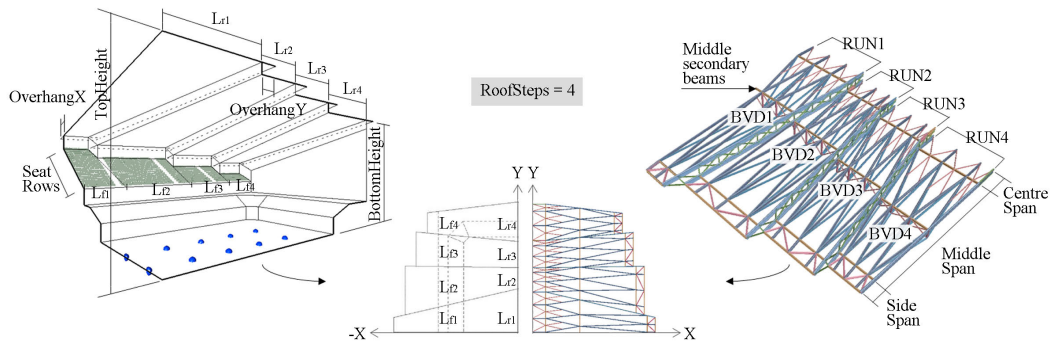 Lr1
Lr2
Lr3
Lr4
TopHeight
OverhangX
OverhangY
BottomHeight
Seat
Rows
Lf1
Lf2
Lf3
Lf4
RoofSteps = 4
Y
Y
Lf4
Lr4
Lf3
Lr3
Lf2
Lr2
Lf1
Lr1
-X
X
Middle
secondary
beams
RUN1
RUN2
RUN3
RUN4
BVD1
BVD2
BVD3
BVD4
Centre
Span
Middle
Span
Side
Span